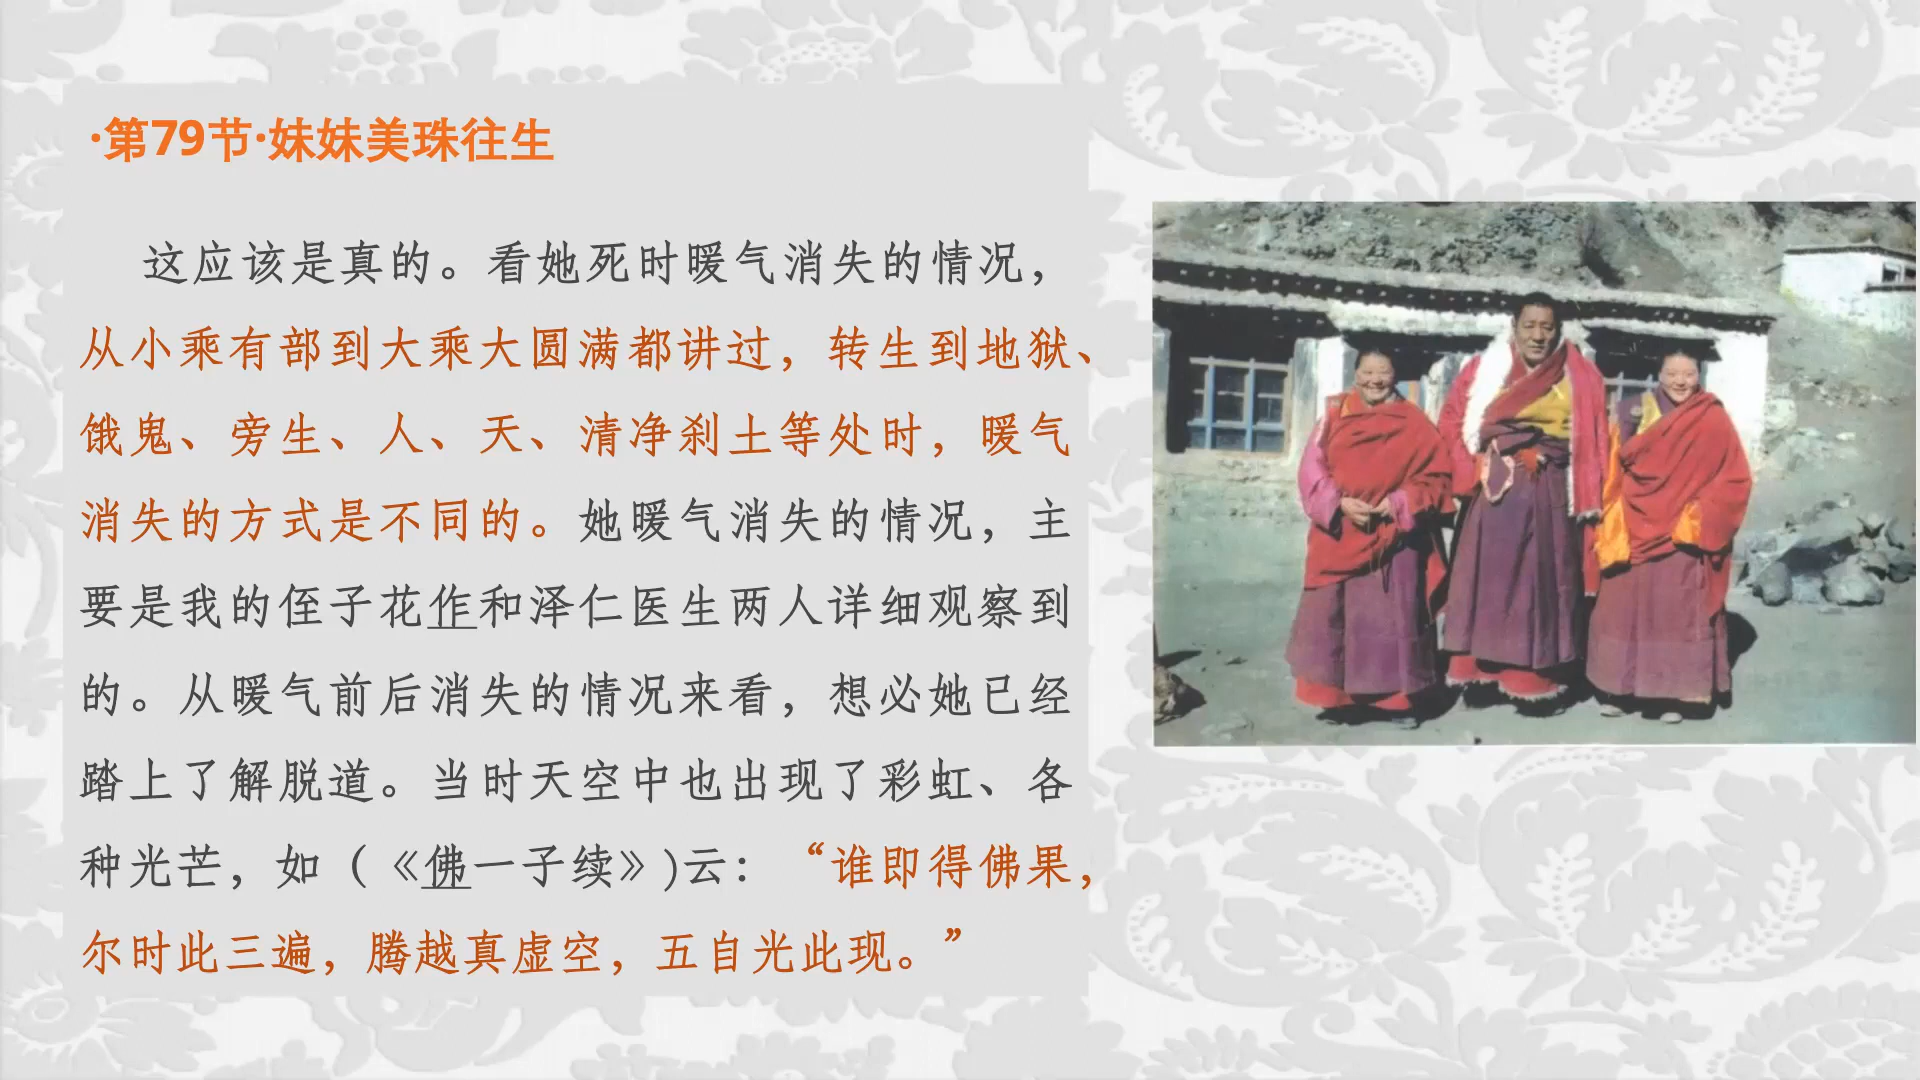 ·第79节·妹妹美珠往生
这应该是真的。看她死时暖气消失的情况，
从小乘有部到大乘大圆满都讲过，转生到地狱、
饿鬼、旁生、人、天、清净刹土等处时，暖气
消失的方式是不同的。她暖气消失的情况，主
要是我的侄子花作和泽仁医生两人详细观察到
的。从暖气前后消失的情况来看，想必她已经
踏上了解脱道。当时天空中也出现了彩虹、各
种光芒，如（《佛一子续》)云：“谁即得佛果，
尔时此三遍，腾越真虚空，五自光此现。”